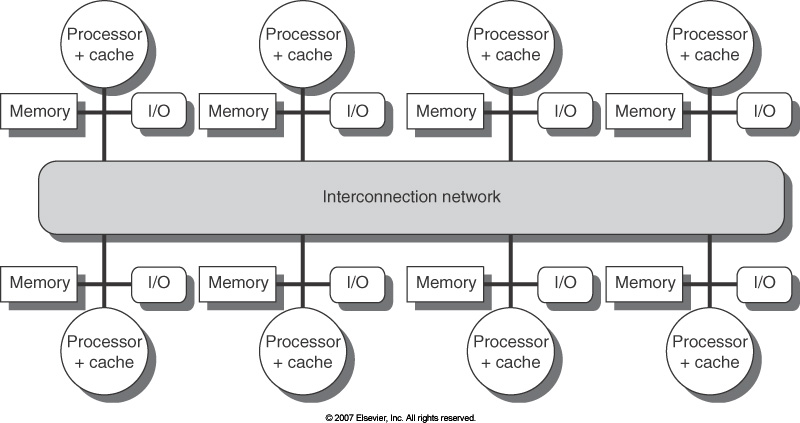 Processor
+ cache
Processor
+ cache
Processor
+ cache
Processor
+ cache
Memory
I/O
Memory
I/O
Memory
I/O
Memory
I/O
Interconnection network
Memory
I/O
Memory
I/O
Memory
I/O
Memory
I/O
Processor
+ cache
Processor
+ cache
Processor
+ cache
Processor
+ cache
© 2007 Elsevier, Inc. All rights reserved.